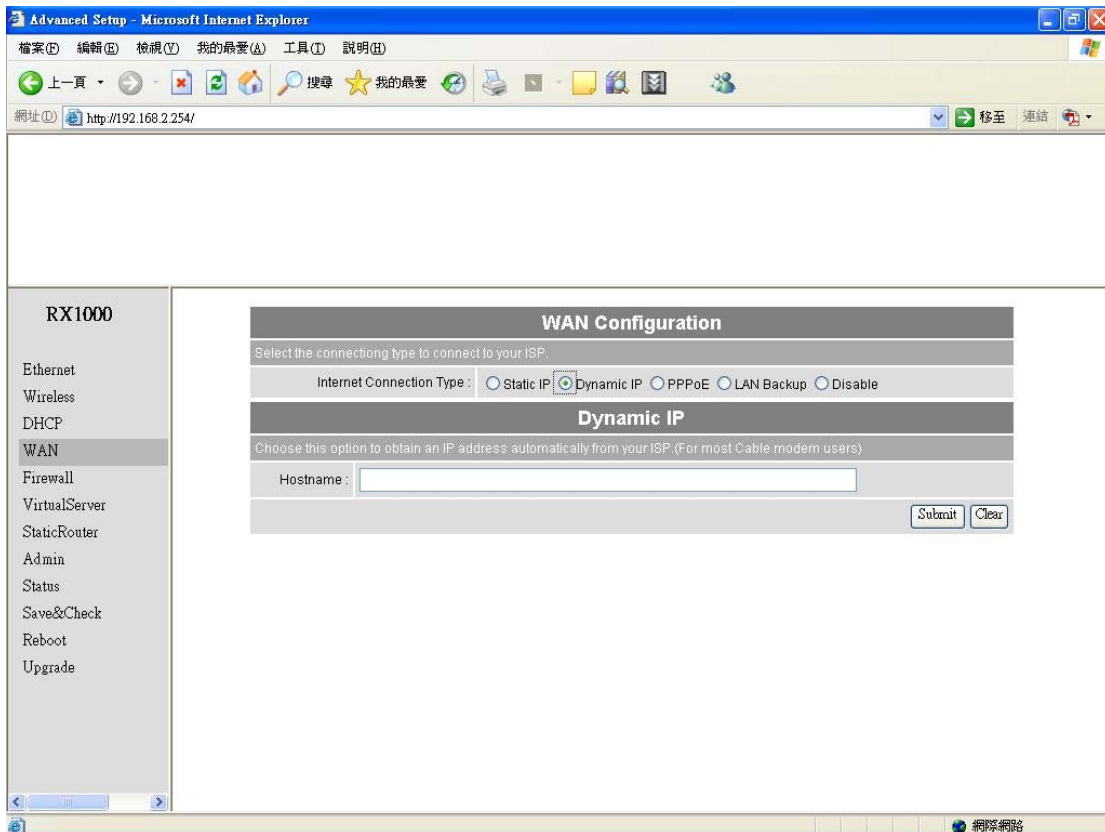 Advanced Setup - Microsoft Internet Explorer
檔案(F) 編輯(E) 檢視(V) 我的最愛(A) 工具(T) 說明(H)
上一頁 搜尋 我的最愛
網址(D) http://192.168.2.254/ 移至 連結
RX1000
Ethernet
Wireless
DHCP
WAN
Firewall
VirtualServer
StaticRouter
Admin
Status
Save&Check
Reboot
Upgrade
WAN Configuration
Select the connectiong type to connect to your ISP.
Internet Connection Type : Static IP Dynamic IP PPPoE LAN Backup Disable
Dynamic IP
Choose this option to obtain an IP address automatically from your ISP.(For most Cable modem users)
Hostname :
Submit Clear
網際網路